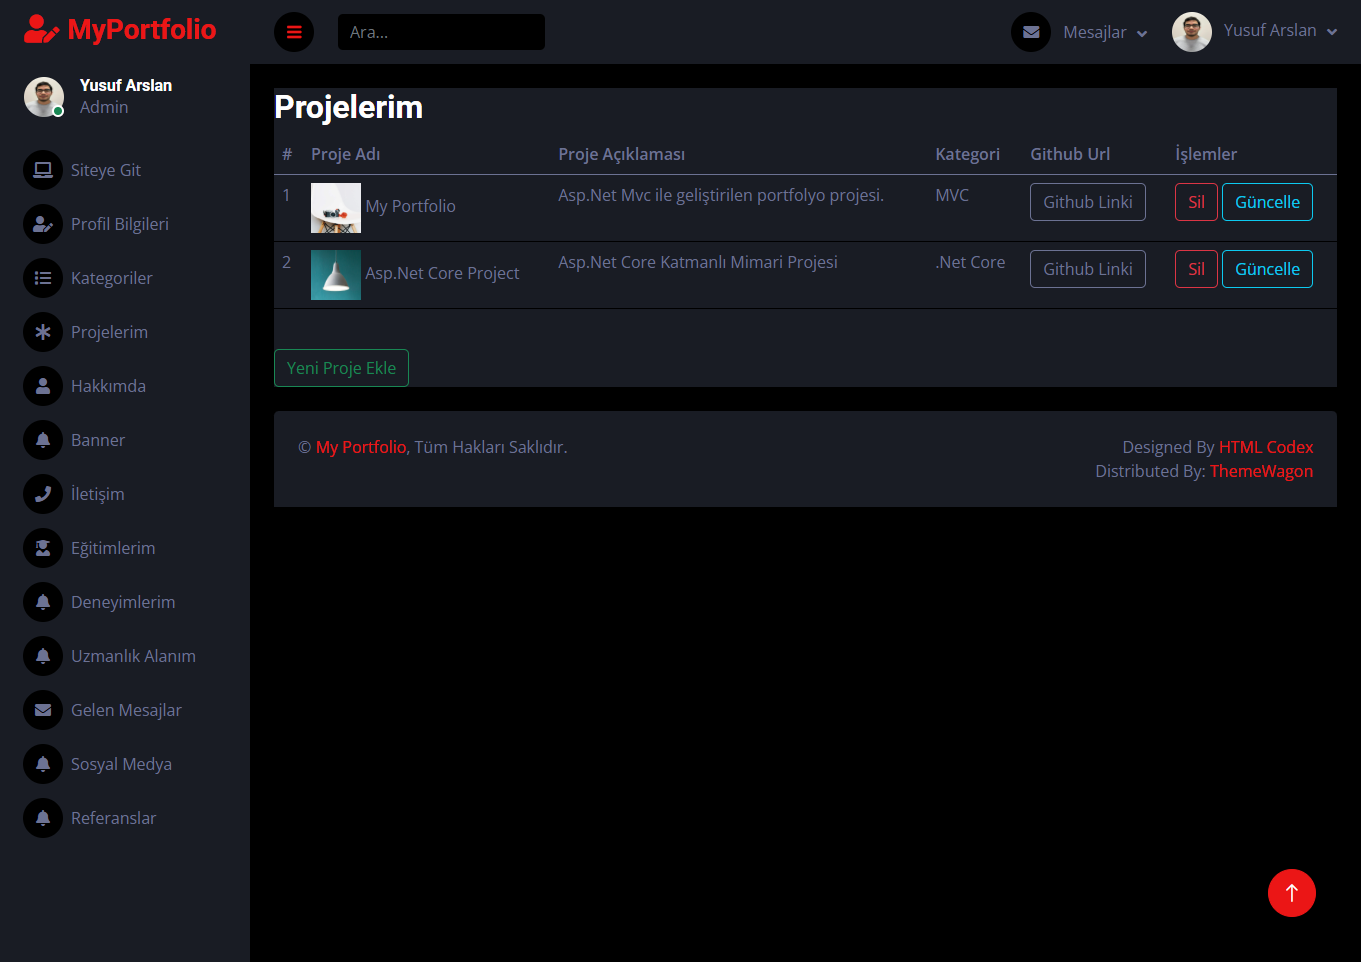 MyPortfolio
Ara...
Mesajlar
Yusuf Arslan
Yusuf Arslan
Admin
Siteye Git
Profil Bilgileri
Kategoriler
Projelerim
Hakkımda
Banner
İletişim
Eğitimlerim
Deneyimlerim
Uzmanlık Alanım
Gelen Mesajlar
Sosyal Medya
Referanslar
Projelerim
# Proje Adı Proje Açıklaması Kategori Github Url İşlemler
1 My Portfolio Asp.Net Mvc ile geliştirilen portfolyo projesi. MVC Github Linki Sil Güncelle
2 Asp.Net Core Project Asp.Net Core Katmanlı Mimari Projesi .Net Core Github Linki Sil Güncelle
Yeni Proje Ekle
© My Portfolio, Tüm Hakları Saklıdır.
Designed By HTML Codex
Distributed By: ThemeWagon